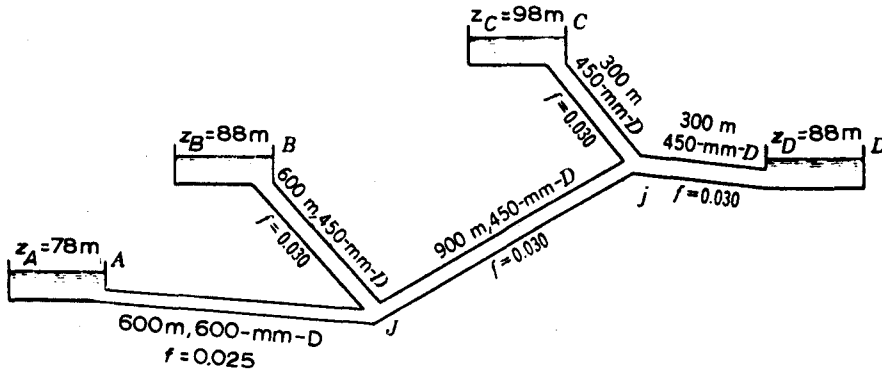 z_C=98m C
300 m
450-mm-D
f=0.030
300 m
450-mm-D
z_D=88m D
f=0.030
j
z_B=88m B
600 m, 450-mm-D
f=0.030
900 m, 450-mm-D
f=0.030
z_A=78m A
J
600m, 600-mm-D
f=0.025